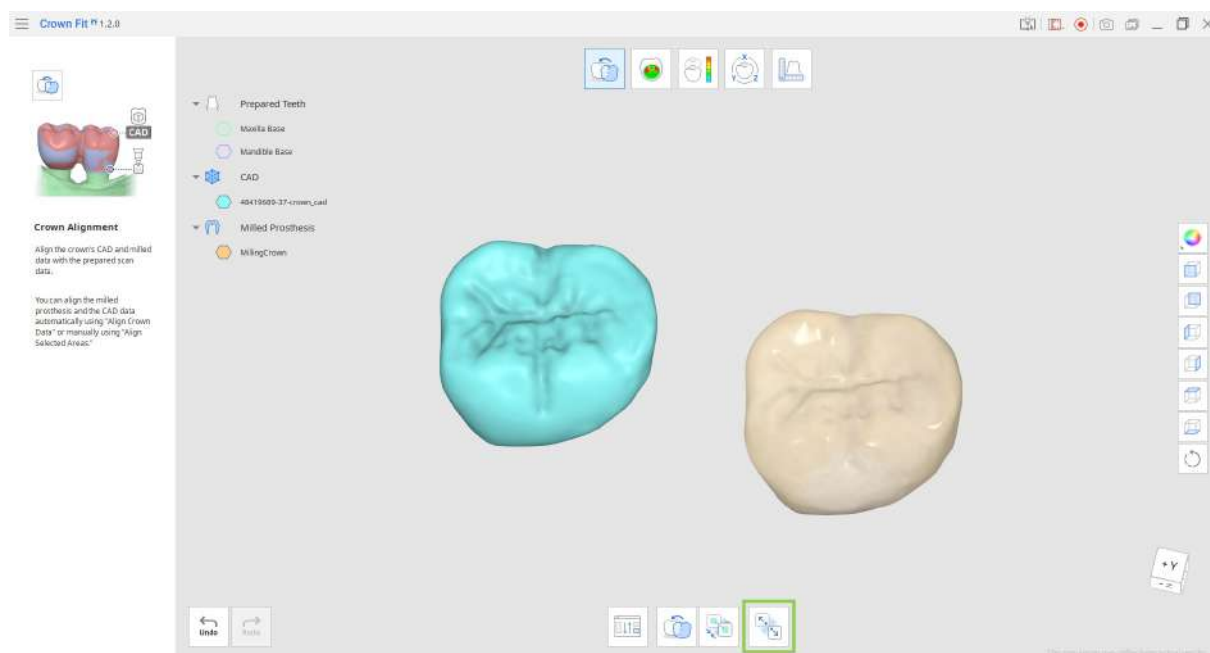 Crown Fit 1.2.0
CAD
Crown Alignment
Align the crown's CAD and milled
data with the prepared scan
data.
You can align the milled
prosthesis and the CAD data
automatically using "Align Crown
Data" or manually using "Align
Selected Areas."
Prepared Teeth
Maxilla Base
Mandible Base
CAD
Milled Prosthesis
MillingCrown
X
Y
Z
+Y
-Z
Undo
Redo